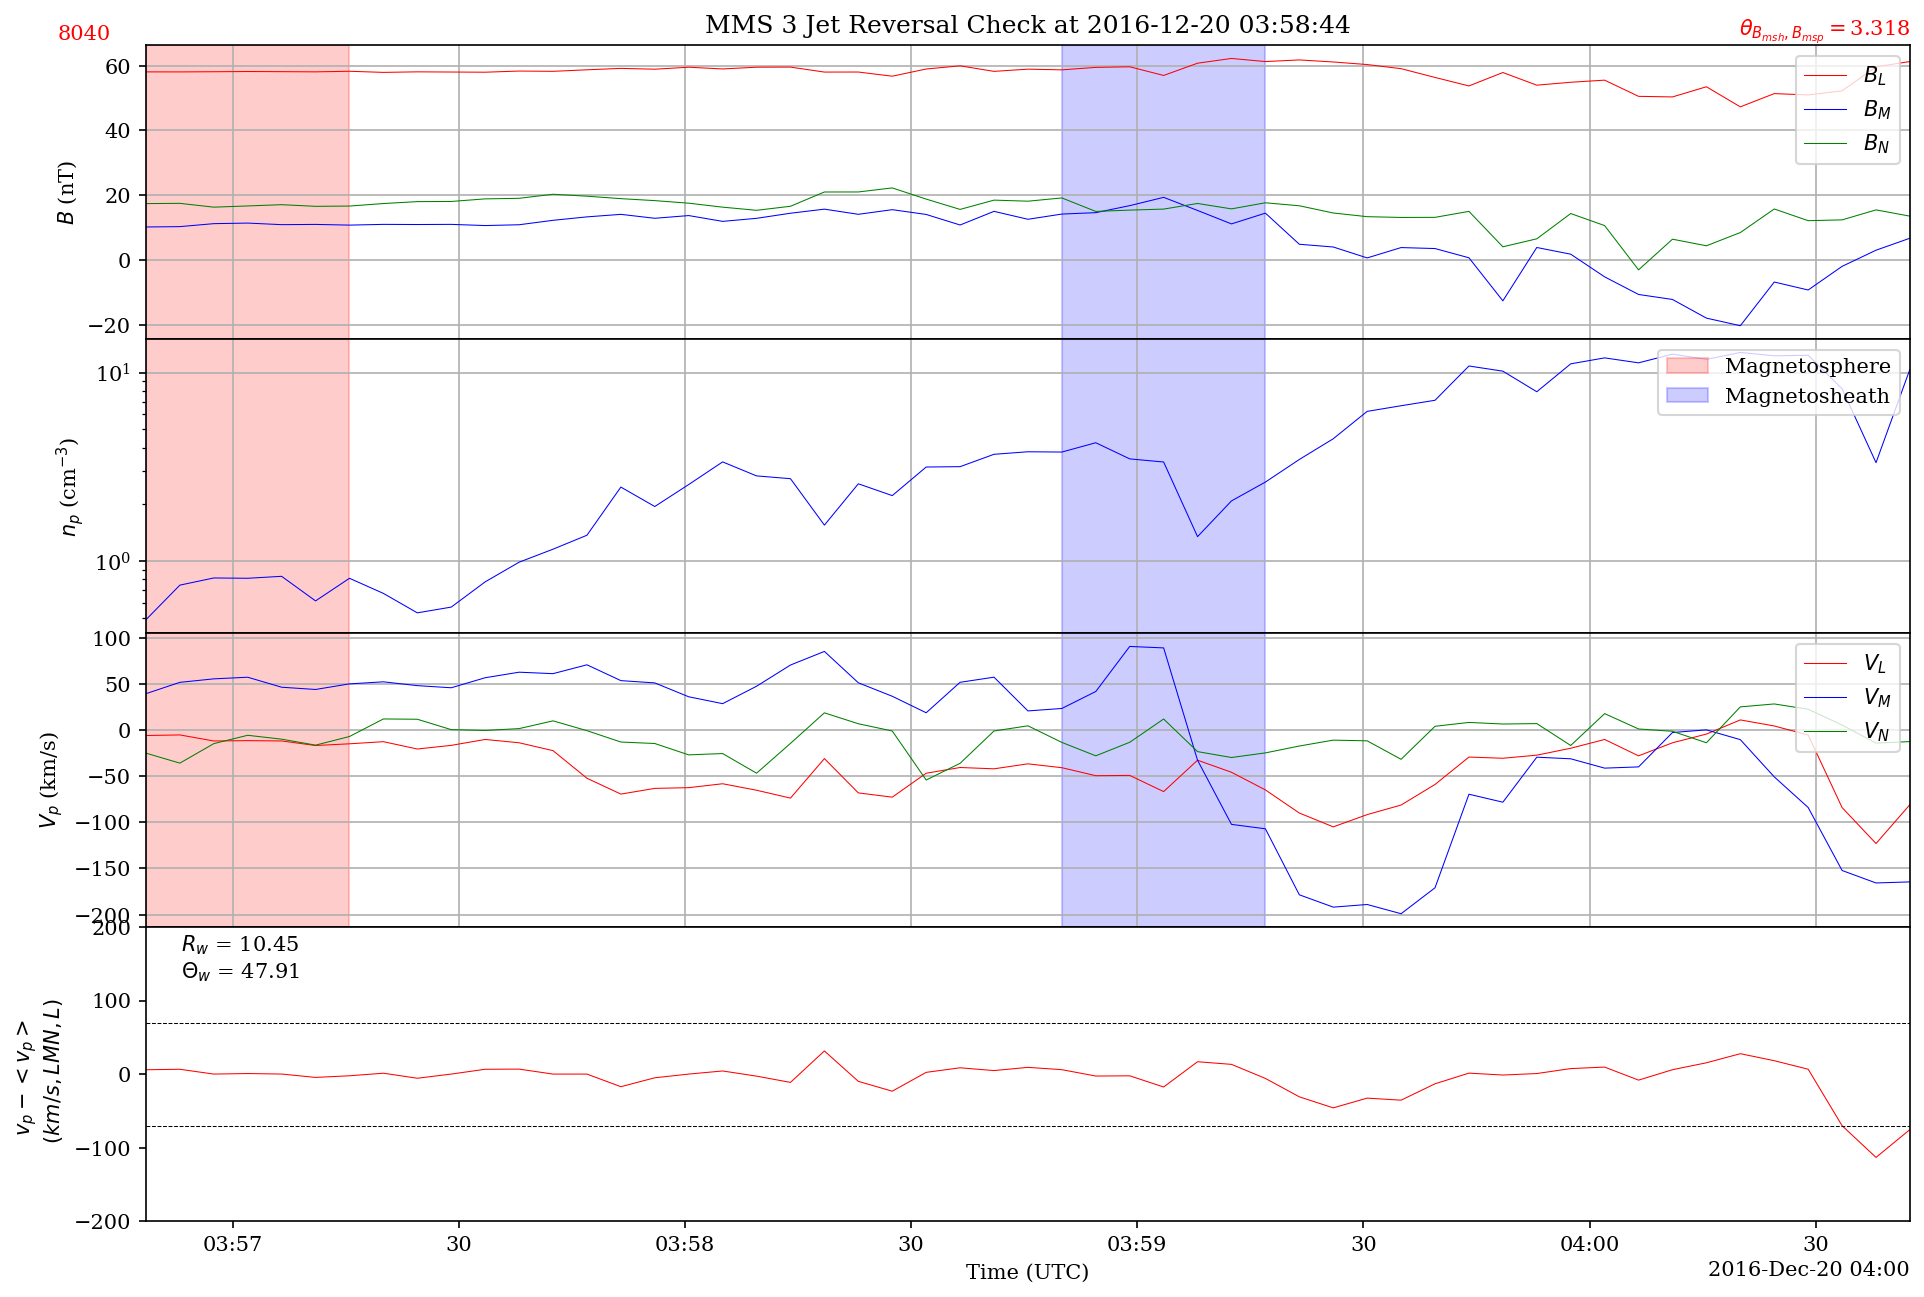 MMS 3 Jet Reversal Check at 2016-12-20 03:58:44
8040
θ_{B_{msh}, B_{msp}} = 3.318
60
40
20
0
−20
B (nT)
B_L
B_M
B_N
10^1
10^0
n_p (cm^{−3})
Magnetosphere
Magnetosheath
100
50
0
−50
−100
−150
−200
V_p (km/s)
V_L
V_M
V_N
200
100
0
−100
−200
v_p − < v_p >
(km/s, LMN, L)
R_w = 10.45
Θ_w = 47.91
03:57 30 03:58 30 03:59 30 04:00 30
Time (UTC)
2016-Dec-20 04:00